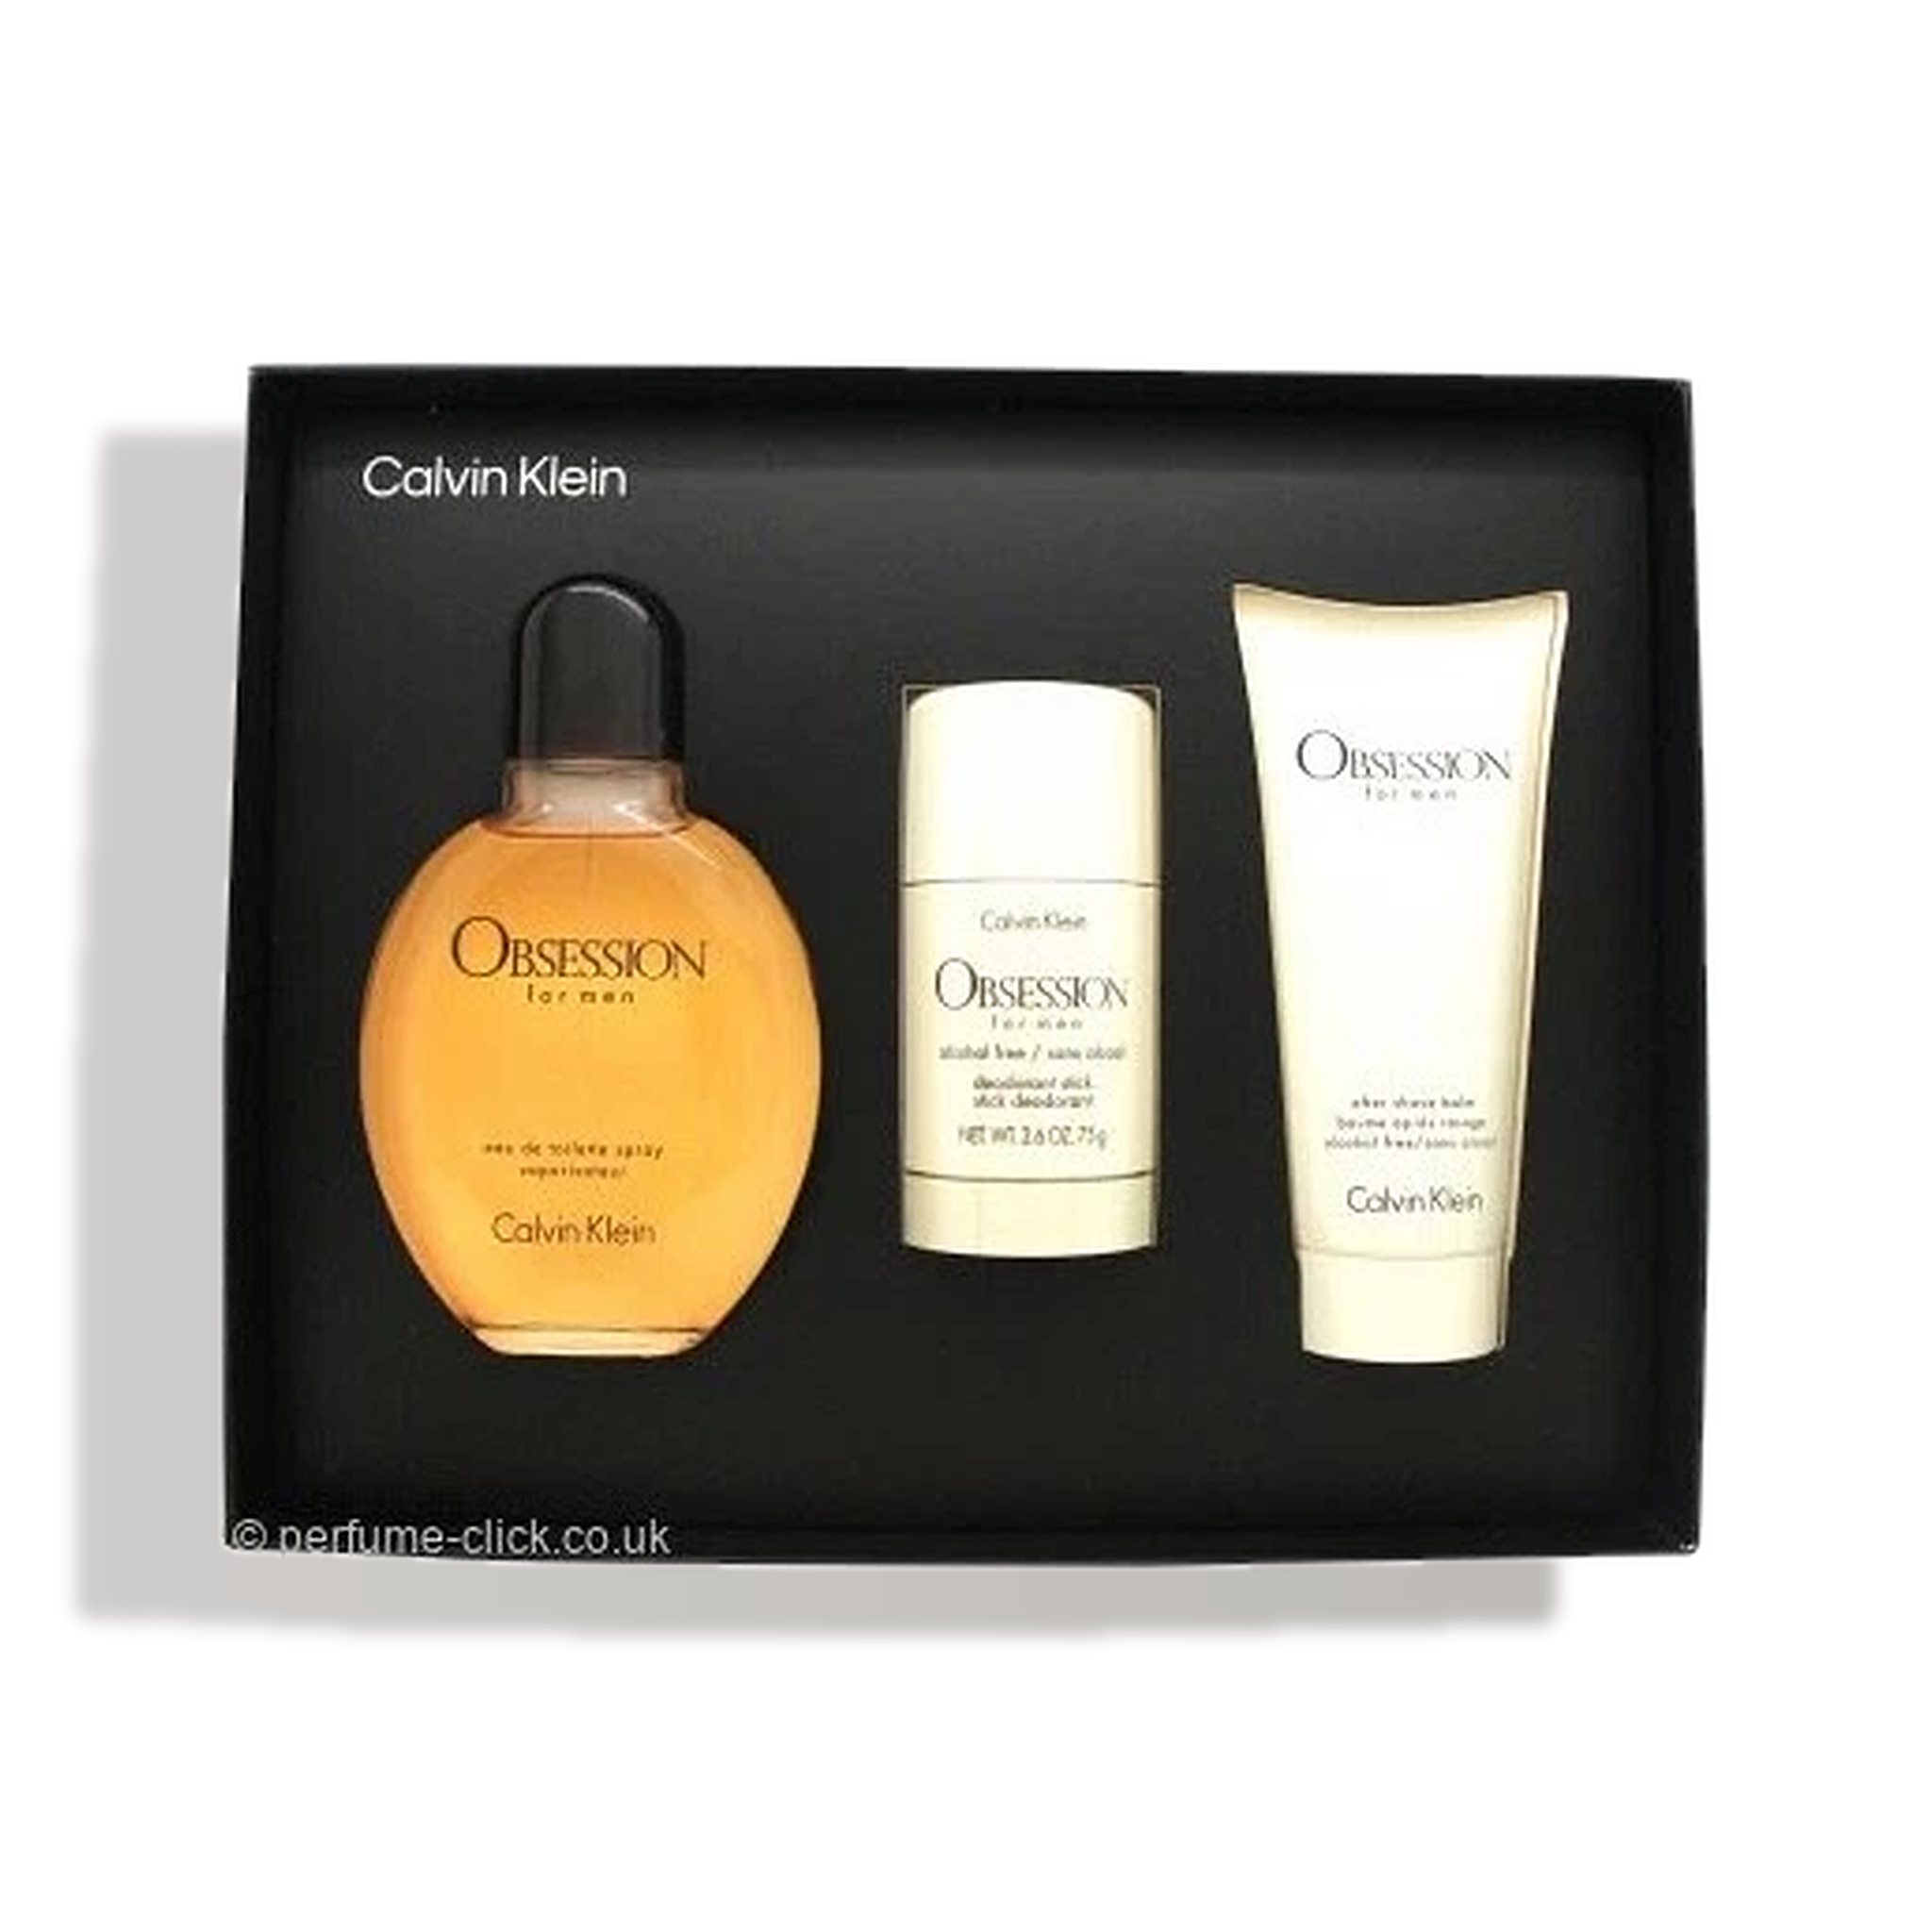 Calvin Klein
OBSESSION
for men
eau de toilette spray
vaporisateur
Calvin Klein
Calvin Klein
OBSESSION
for men
alcohol free / sans alcool
deodorant stick
stick deodorant
NET WT. 2.6 OZ. 75g
OBSESSION
for men
after shave balm
baume après rasage
alcohol free/sans alcool
Calvin Klein
© perfume-click.co.uk